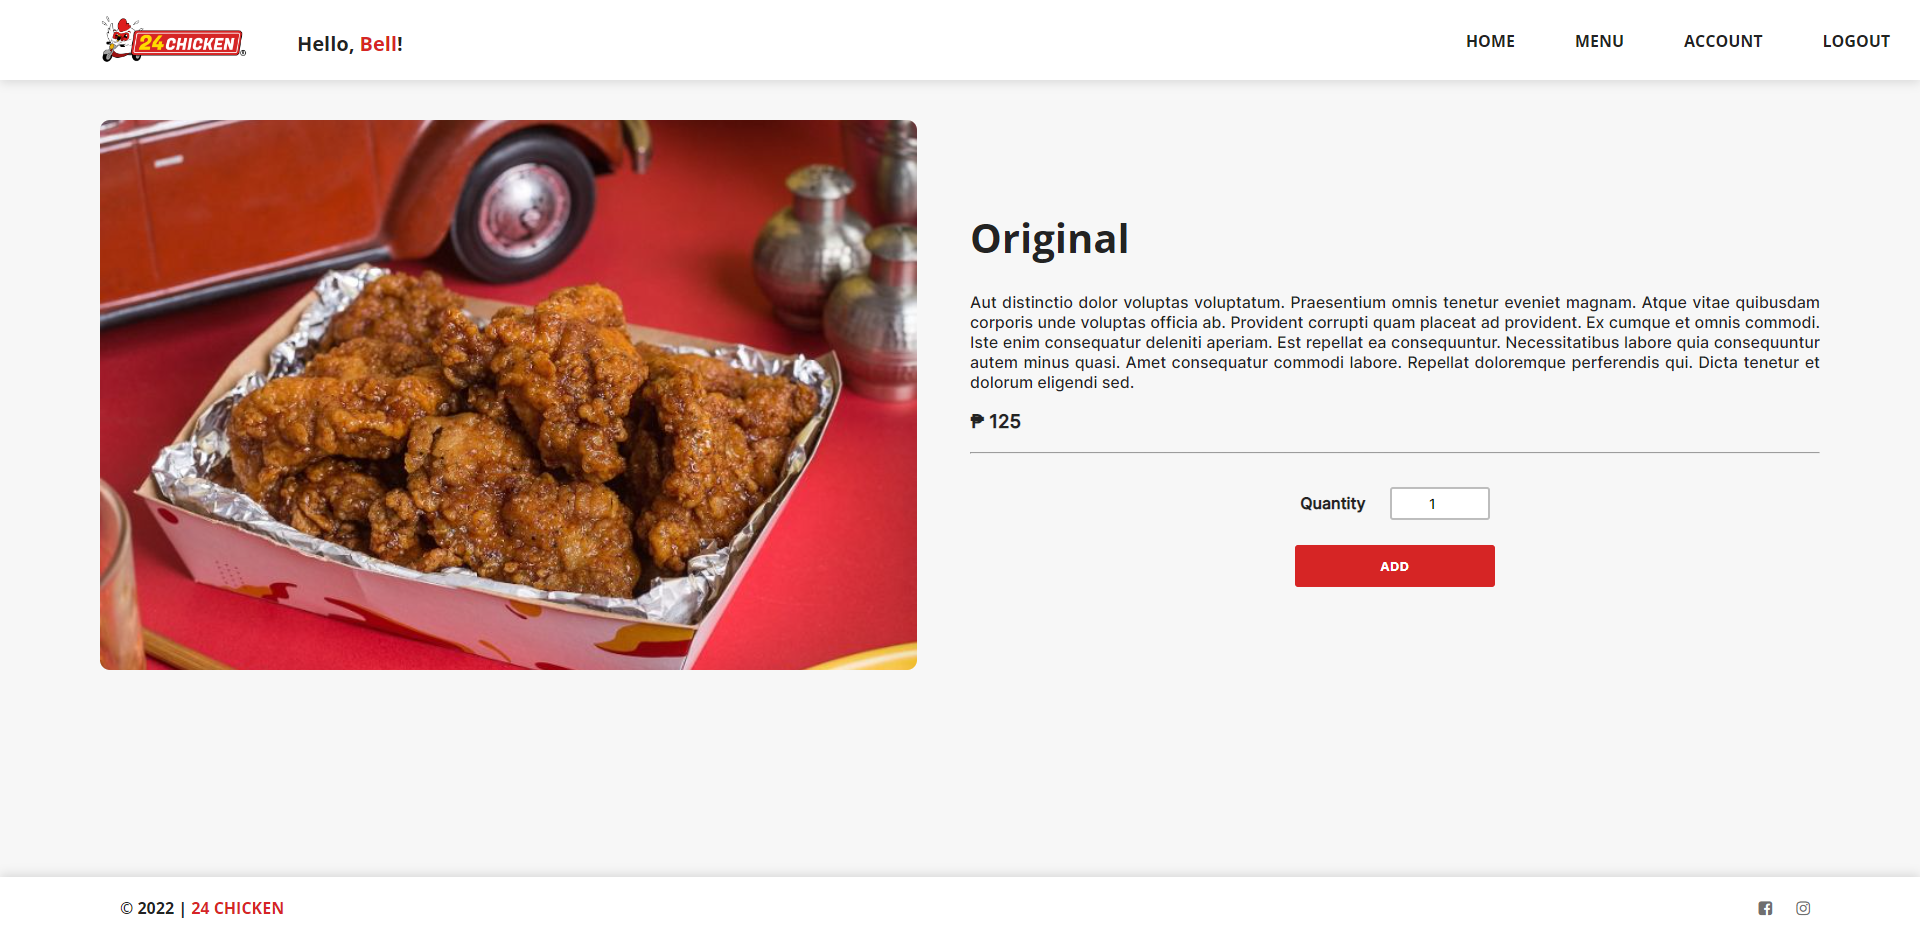 24 CHICKEN
Hello, Bell!
HOME MENU ACCOUNT LOGOUT
Original
Aut distinctio dolor voluptas voluptatum. Praesentium omnis tenetur eveniet magnam. Atque vitae quibusdam
corporis unde voluptas officia ab. Provident corrupti quam placeat ad provident. Ex cumque et omnis commodi.
Iste enim consequatur deleniti aperiam. Est repellat ea consequuntur. Necessitatibus labore quia consequuntur
autem minus quasi. Amet consequatur commodi labore. Repellat doloremque perferendis qui. Dicta tenetur et
dolorum eligendi sed.
₱ 125
Quantity 1
ADD
© 2022 | 24 CHICKEN